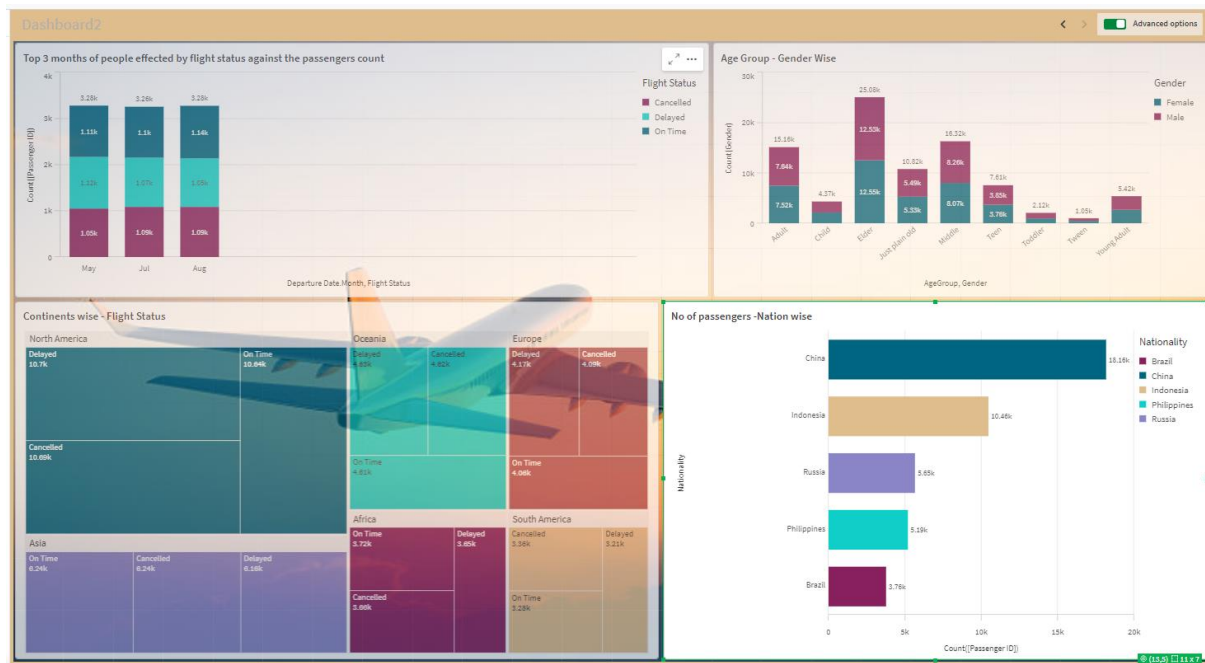 Dashboard2
Advanced options
Top 3 months of people effected by flight status against the passengers count
Count([Passenger ID])
4k
3k
2k
1k
0
3.28k
3.26k
3.28k
1.11k
1.1k
1.14k
1.05k
1.09k
1.09k
May
Jul
Aug
Departure Date.Month, Flight Status
Flight Status
Cancelled
Delayed
On Time
Age Group - Gender Wise
Count(Gender)
30k
20k
10k
0
15.16k
7.64k
7.52k
4.37k
25.08k
12.53k
12.55k
10.82k
5.49k
5.33k
16.32k
8.26k
8.07k
7.61k
3.85k
3.76k
2.12k
1.05k
5.42k
Adult
Child
Elder
Just plain old
Middle
Teen
Toddler
Tween
Young Adult
AgeGroup, Gender
Gender
Female
Male
Continents wise - Flight Status
North America
Delayed
10.7k
On Time
10.64k
Cancelled
10.69k
Asia
On Time
6.24k
Cancelled
6.24k
Delayed
6.16k
Oceania
Delayed
Cancelled
4.62k
On Time
4.61k
Europe
Delayed
4.17k
Cancelled
4.09k
On Time
4.06k
Africa
On Time
3.72k
Delayed
3.65k
Cancelled
3.66k
South America
Cancelled
3.36k
Delayed
3.21k
On Time
3.28k
No of passengers -Nation wise
Nationality
China
18.16k
Indonesia
10.46k
Russia
5.65k
Philippines
5.19k
Brazil
3.76k
0
5k
10k
15k
20k
Count([Passenger ID])
Nationality
Brazil
China
Indonesia
Philippines
Russia
(13,5) 11 x 7